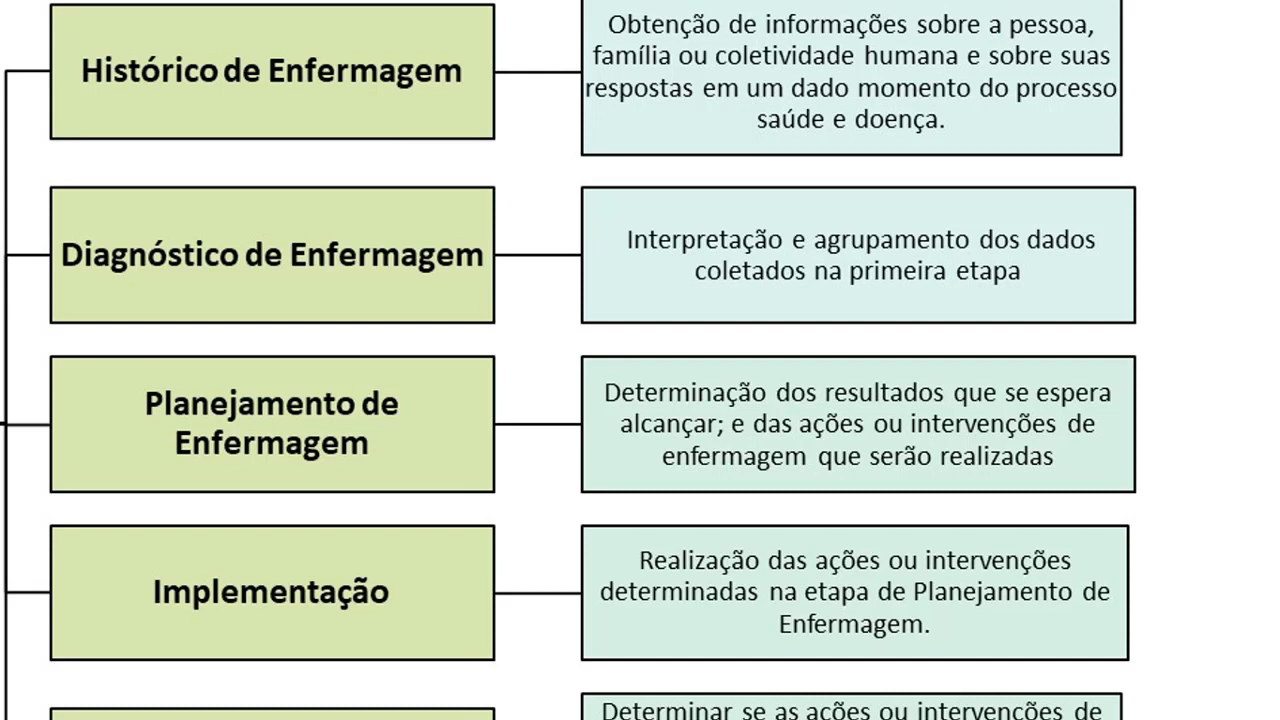 Histórico de Enfermagem
Obtenção de informações sobre a pessoa,
família ou coletividade humana e sobre suas
respostas em um dado momento do processo
saúde e doença.
Diagnóstico de Enfermagem
Interpretação e agrupamento dos dados
coletados na primeira etapa
Planejamento de
Enfermagem
Determinação dos resultados que se espera
alcançar; e das ações ou intervenções de
enfermagem que serão realizadas
Implementação
Realização das ações ou intervenções
determinadas na etapa de Planejamento de
Enfermagem.
Determinar se as ações ou intervenções de